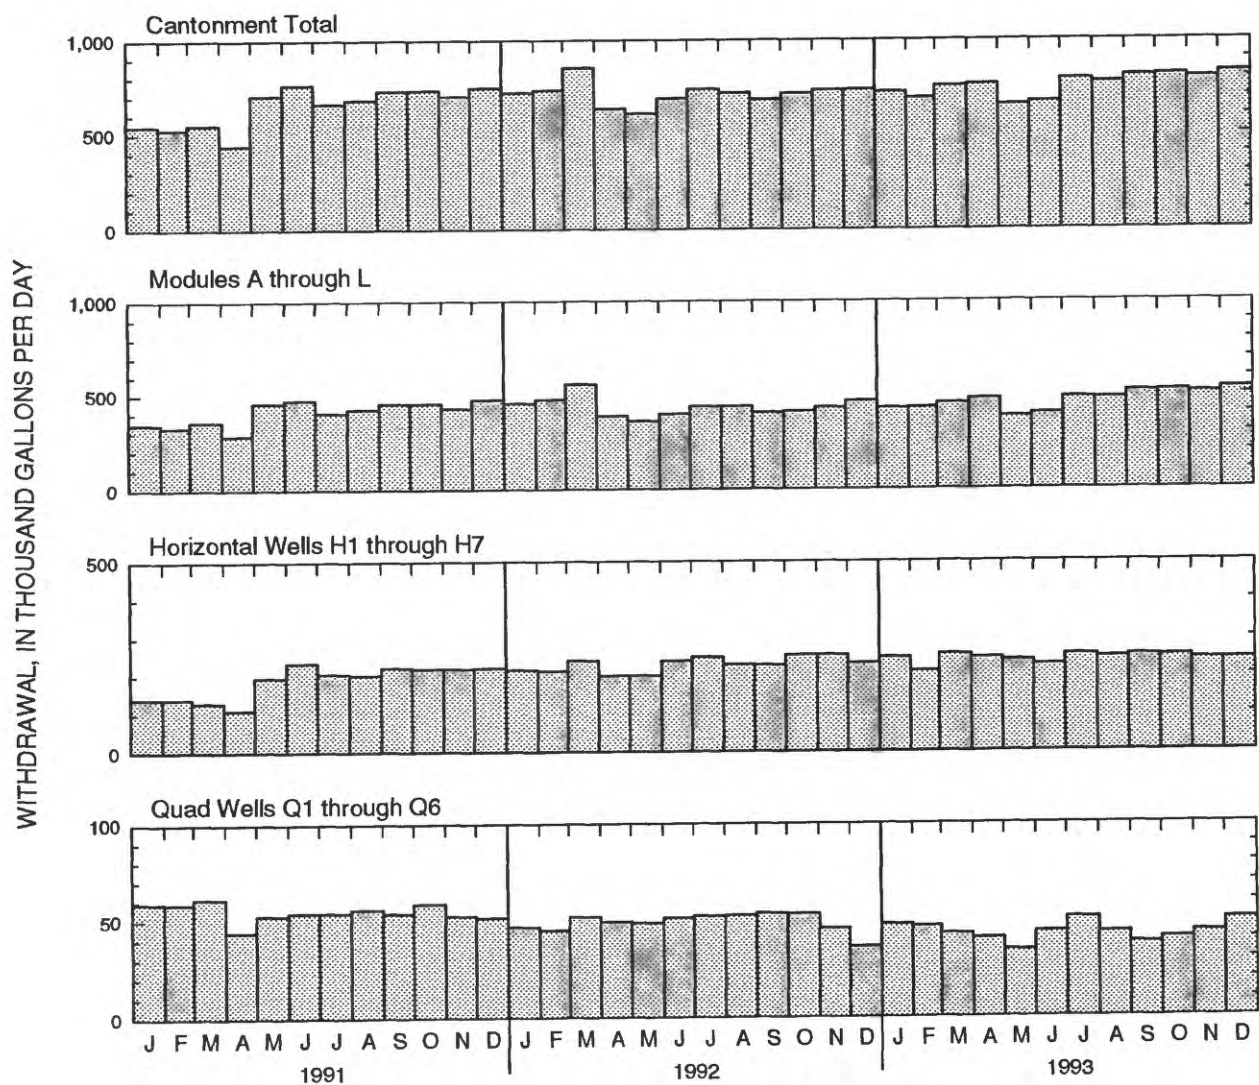 WITHDRAWAL, IN THOUSAND GALLONS PER DAY
Cantonment Total
1,000
500
0
Modules A through L
1,000
500
0
Horizontal Wells H1 through H7
500
0
Quad Wells Q1 through Q6
100
50
0
J F M A M J J A S O N D J F M A M J J A S O N D J F M A M J J A S O N D
1991 1992 1993